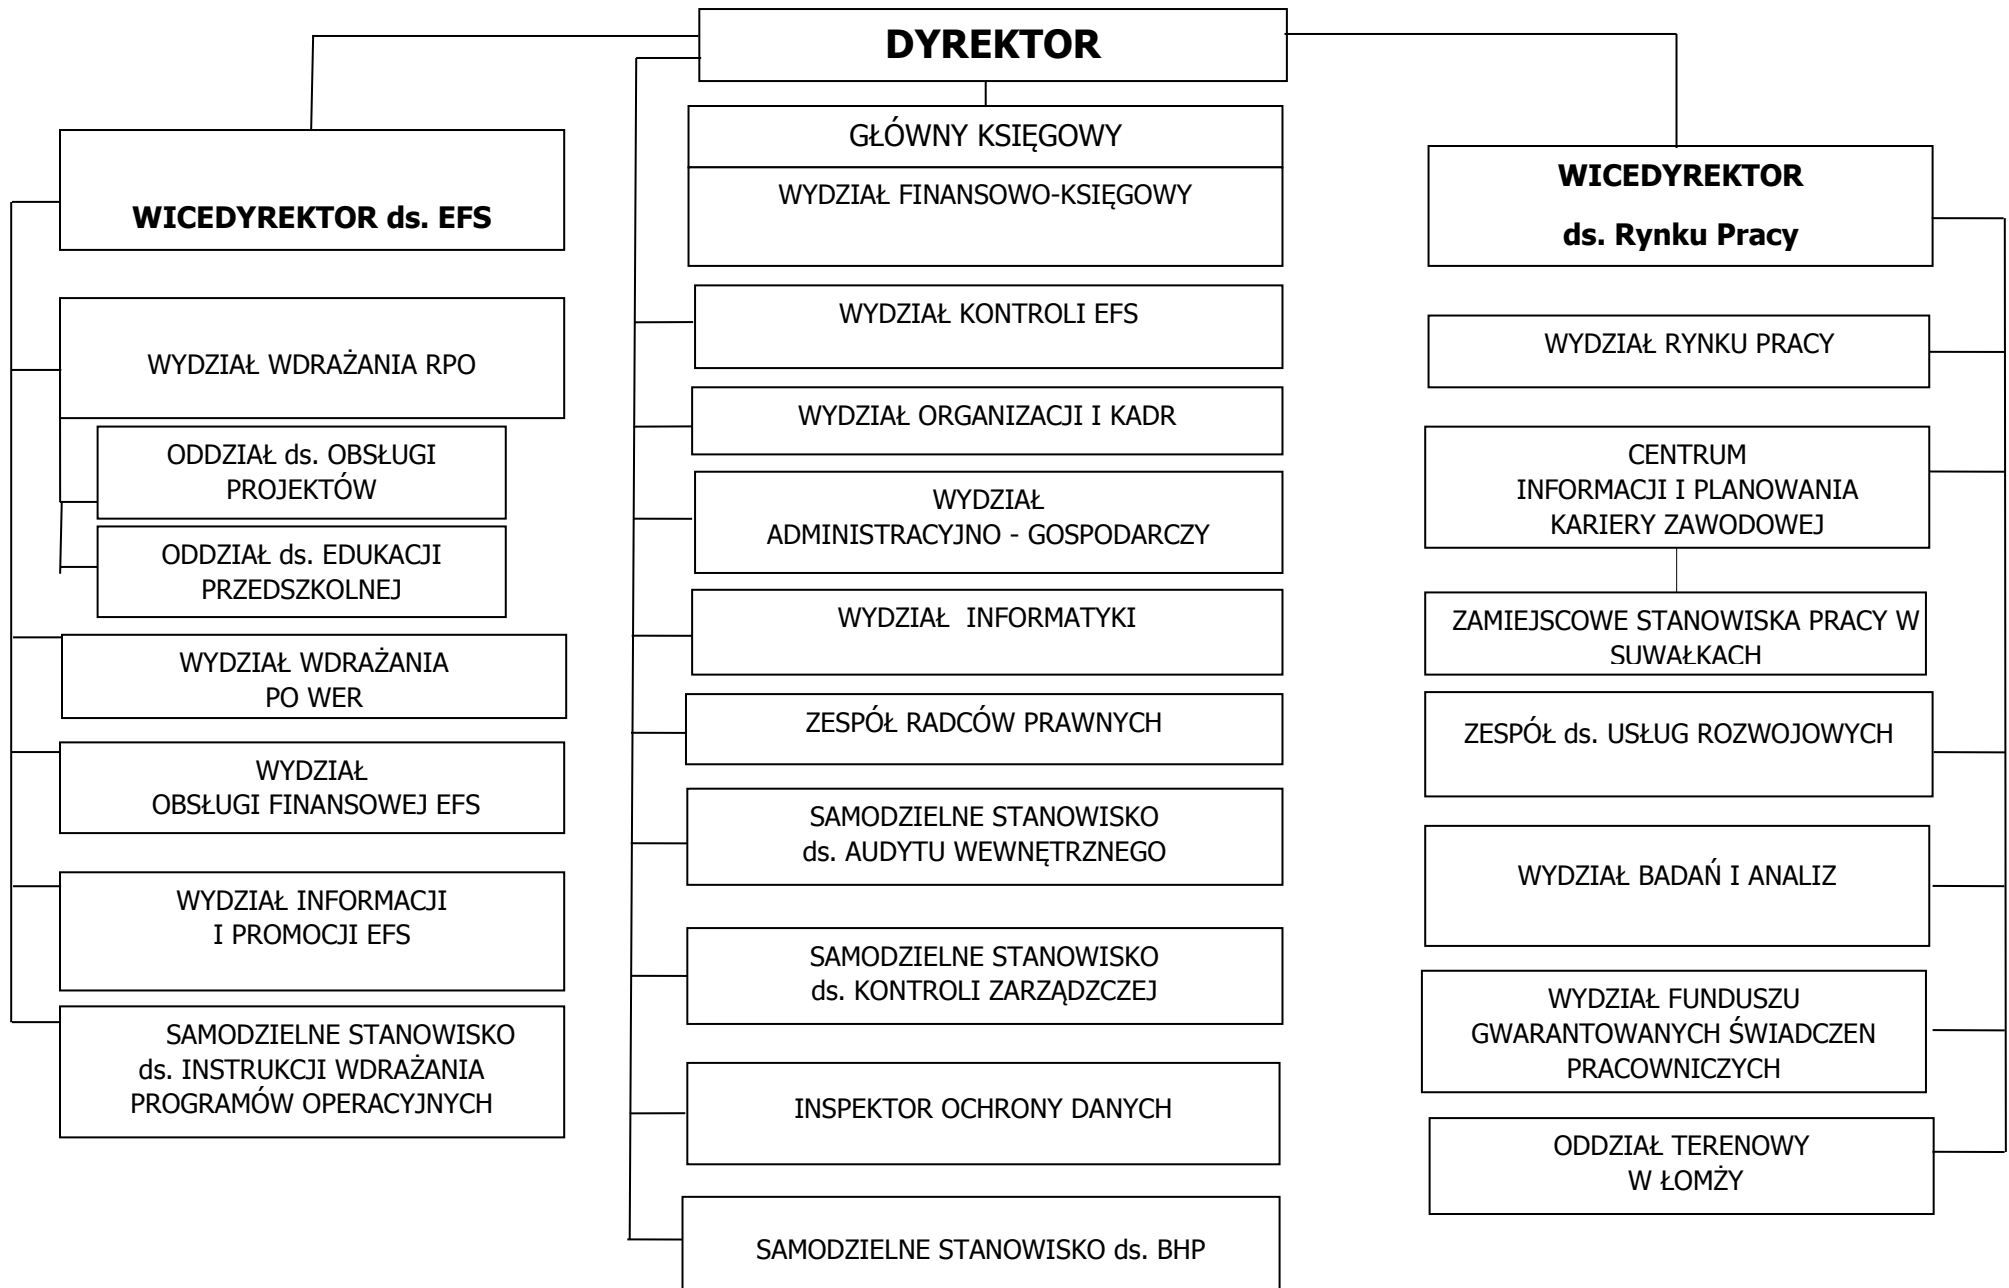 DYREKTOR
WICEDYREKTOR ds. EFS
WYDZIAŁ WDRAŻANIA RPO
ODDZIAŁ ds. OBSŁUGI
PROJEKTÓW
ODDZIAŁ ds. EDUKACJI
PRZEDSZKOLNEJ
WYDZIAŁ WDRAŻANIA
PO WER
WYDZIAŁ
OBSŁUGI FINANSOWEJ EFS
WYDZIAŁ INFORMACJI
I PROMOCJI EFS
SAMODZIELNE STANOWISKO
ds. INSTRUKCJI WDRAŻANIA
PROGRAMÓW OPERACYJNYCH
GŁÓWNY KSIĘGOWY
WYDZIAŁ FINANSOWO-KSIĘGOWY
WYDZIAŁ KONTROLI EFS
WYDZIAŁ ORGANIZACJI I KADR
WYDZIAŁ
ADMINISTRACYJNO - GOSPODARCZY
WYDZIAŁ INFORMATYKI
ZESPÓŁ RADCÓW PRAWNYCH
SAMODZIELNE STANOWISKO
ds. AUDYTU WEWNĘTRZNEGO
SAMODZIELNE STANOWISKO
ds. KONTROLI ZARZĄDZCZEJ
INSPEKTOR OCHRONY DANYCH
SAMODZIELNE STANOWISKO ds. BHP
WICEDYREKTOR
ds. Rynku Pracy
WYDZIAŁ RYNKU PRACY
CENTRUM
INFORMACJI I PLANOWANIA
KARIERY ZAWODOWEJ
ZAMIEJSCOWE STANOWISKA PRACY W
SUWAŁKACH
ZESPÓŁ ds. USŁUG ROZWOJOWYCH
WYDZIAŁ BADAŃ I ANALIZ
WYDZIAŁ FUNDUSZU
GWARANTOWANYCH ŚWIADCZEN
PRACOWNICZYCH
ODDZIAŁ TERENOWY
W ŁOMŻY